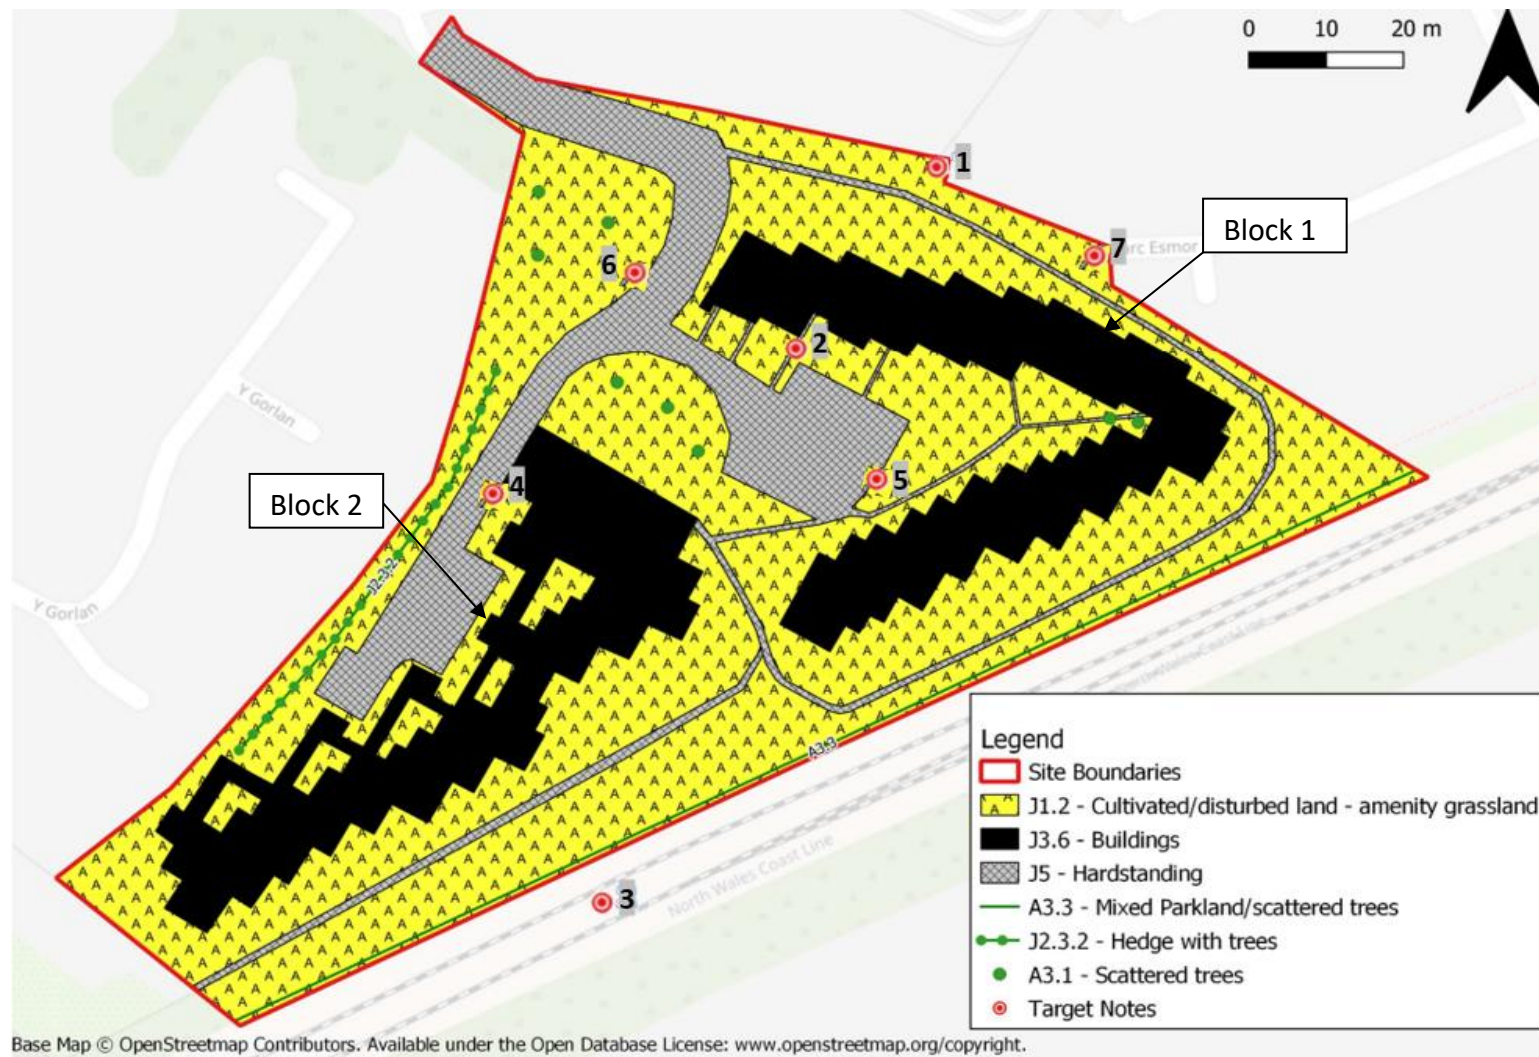 0 10 20 m
1
Block 1
7
arc Esmor
6
2
Y Gorlan
5
4
Block 2
J2.3.2
Y Gorlan
A3.3
3
North Wales Coast Line
Legend
Site Boundaries
J1.2 - Cultivated/disturbed land - amenity grassland
J3.6 - Buildings
J5 - Hardstanding
A3.3 - Mixed Parkland/scattered trees
J2.3.2 - Hedge with trees
A3.1 - Scattered trees
Target Notes
Base Map © OpenStreetmap Contributors. Available under the Open Database License: www.openstreetmap.org/copyright.